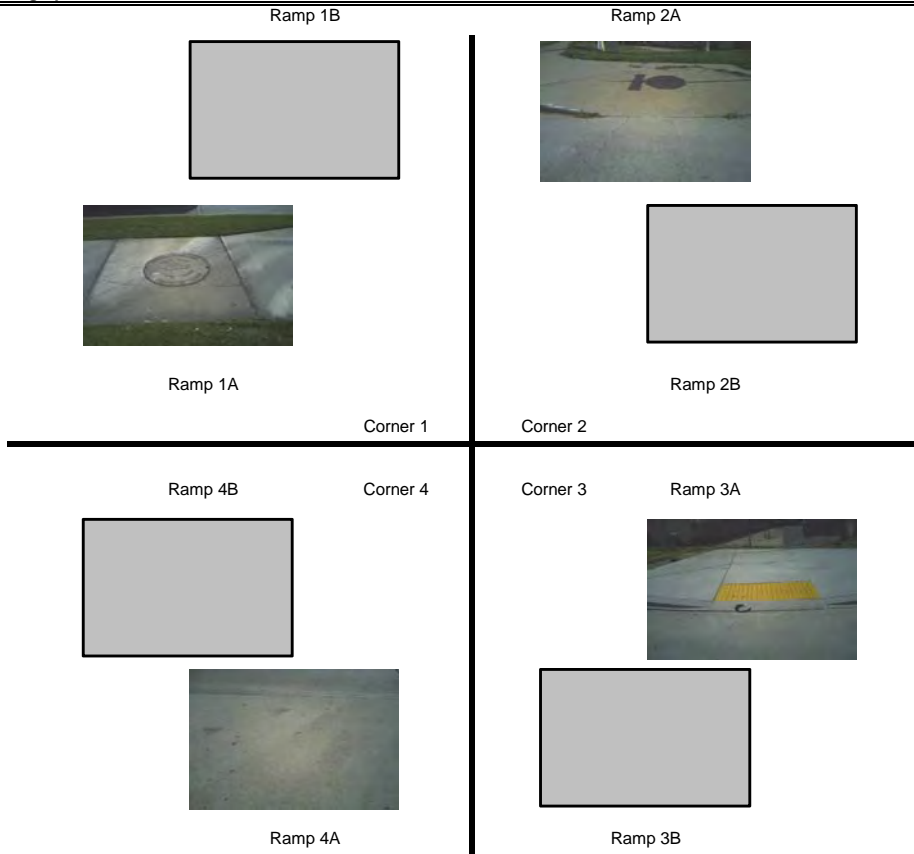 Ramp 1B
Ramp 2A
Ramp 1A
Ramp 2B
Corner 1
Corner 2
Ramp 4B
Corner 4
Corner 3
Ramp 3A
Ramp 4A
Ramp 3B